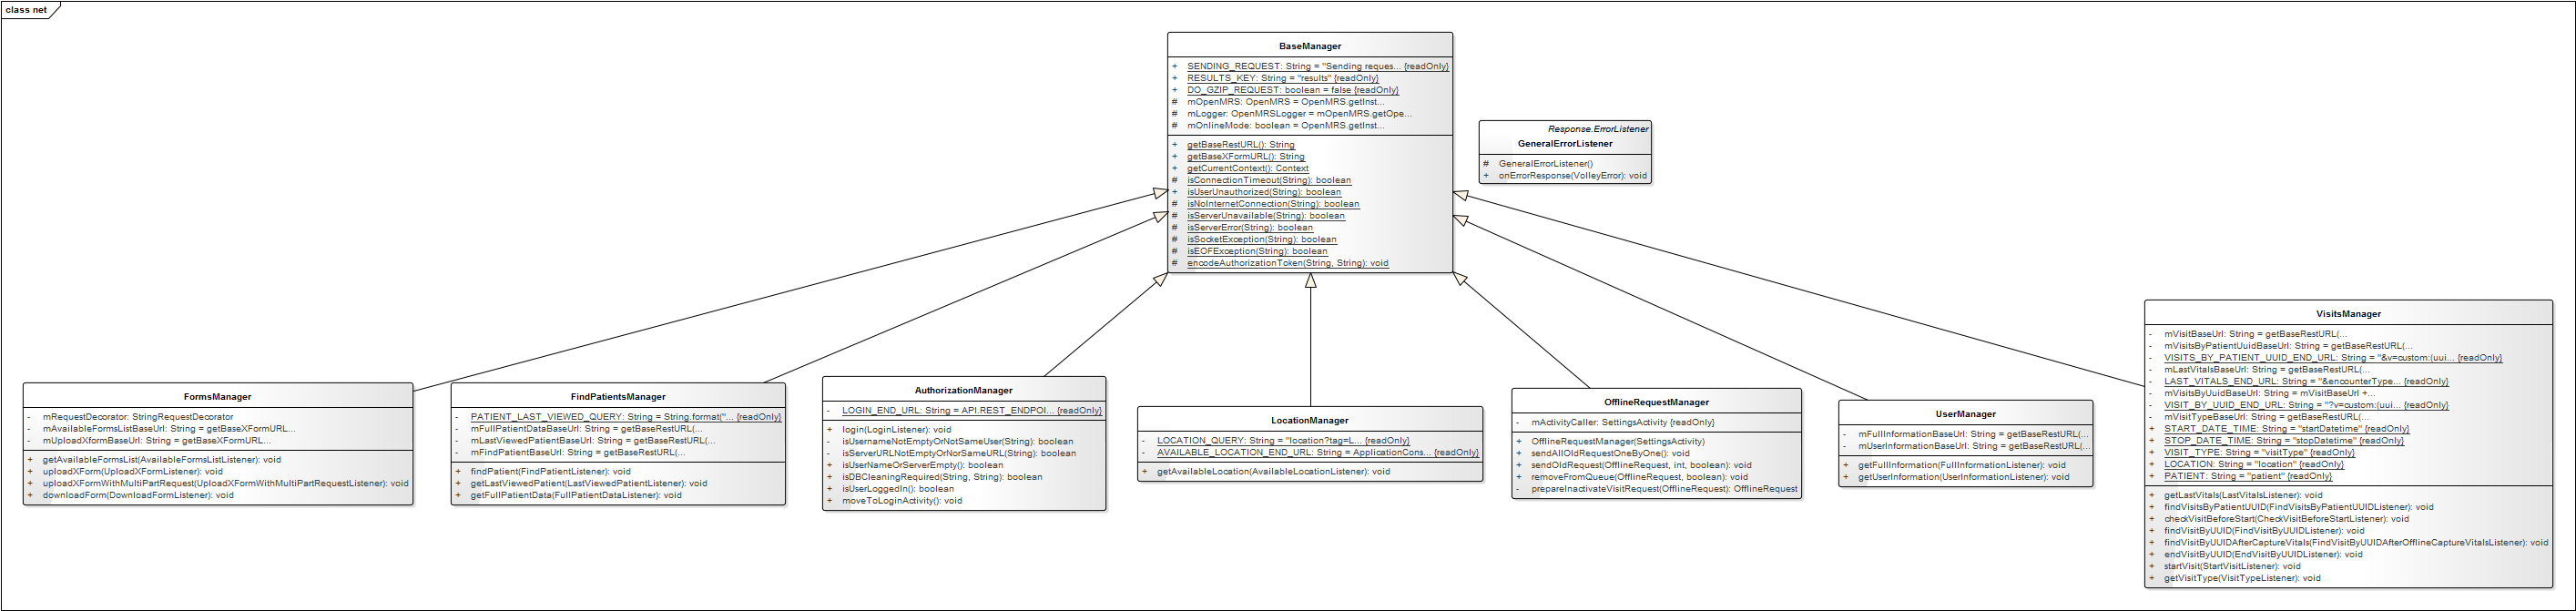 class net
BaseManager
+ SENDING_REQUEST: String = "Sending reques... {readOnly}
+ RESULTS_KEY: String = "results" {readOnly}
+ DO_GZIP_REQUEST: boolean = false {readOnly}
# mOpenMRS: OpenMRS = OpenMRS.getInst...
# mLogger: OpenMRSLogger = mOpenMRS.getOpe...
# mOnlineMode: boolean = OpenMRS.getInst...
+ getBaseRestURL(): String
+ getBaseXFormURL(): String
+ getCurrentContext(): Context
# isConnectionTimeout(String): boolean
+ isUserUnauthorized(String): boolean
# isNoInternetConnection(String): boolean
# isServerUnavailable(String): boolean
# isServerError(String): boolean
# isSocketException(String): boolean
# isEOFException(String): boolean
# encodeAuthorizationToken(String, String): void
Response.ErrorListener
GeneralErrorListener
# GeneralErrorListener()
+ onErrorResponse(VolleyError): void
FormsManager
- mRequestDecorator: StringRequestDecorator
- mAvailableFormsListBaseUrl: String = getBaseXFormUR...
- mUploadXformBaseUrl: String = getBaseXFormU...
+ getAvailableFormsList(AvailableFormsListListener): void
+ uploadXForm(UploadXFormListener): void
+ uploadXFormWithMultiPartRequest(UploadXFormWithMultiPartRequestListener): void
+ downloadForm(DownloadFormListener): void
FindPatientsManager
- PATIENT_LAST_VIEWED_QUERY: String = String.format("... {readOnly}
- mFullPatientDataBaseUrl: String = getBaseRestURL(...
- mLastViewedPatientBaseUrl: String = getBaseRestURL(...
- mFindPatientBaseUrl: String = getBaseRestURL(...
+ findPatient(FindPatientListener): void
+ getLastViewedPatient(LastViewedPatientListener): void
+ getFullPatientData(FullPatientDataListener): void
AuthorizationManager
- LOGIN_END_URL: String = API.REST_ENDPOI... {readOnly}
+ login(LoginListener): void
- isUsernameNotEmptyOrNotSameUser(String): boolean
- isServerURLNotEmptyOrNorSameURL(String): boolean
+ isUserNameOrServerEmpty(): boolean
+ isDBCleaningRequired(String, String): boolean
+ isUserLoggedIn(): boolean
+ moveToLoginActivity(): void
LocationManager
- LOCATION_QUERY: String = "location?tag=L... {readOnly}
- AVAILABLE_LOCATION_END_URL: String = ApplicationCons... {readOnly}
+ getAvailableLocation(AvailableLocationListener): void
OfflineRequestManager
- mActivityCaller: SettingsActivity {readOnly}
+ OfflineRequestManager(SettingsActivity)
+ sendAllOldRequestOneByOne(): void
+ sendOldRequest(OfflineRequest, int, boolean): void
+ removeFromQueue(OfflineRequest, boolean): void
- prepareInactivateVisitRequest(OfflineRequest): OfflineRequest
UserManager
- mFullInformationBaseUrl: String = getBaseRestURL(...
- mUserInformationBaseUrl: String = getBaseRestURL(...
+ getFullInformation(FullInformationListener): void
+ getUserInformation(UserInformationListener): void
VisitsManager
- mVisitBaseUrl: String = getBaseRestURL(...
- mVisitsByPatientUuidBaseUrl: String = getBaseRestURL(...
- VISITS_BY_PATIENT_UUID_END_URL: String = "&v=custom:(uui... {readOnly}
- mLastVitalsBaseUrl: String = getBaseRestURL(...
- LAST_VITALS_END_URL: String = "&encounterType... {readOnly}
- mVisitsByUuidBaseUrl: String = mVisitBaseUrl +...
- VISIT_BY_UUID_END_URL: String = "?v=custom:(uui... {readOnly}
- mVisitTypeBaseUrl: String = getBaseRestURL(...
+ START_DATE_TIME: String = "startDatetime" {readOnly}
+ STOP_DATE_TIME: String = "stopDatetime" {readOnly}
+ VISIT_TYPE: String = "visitType" {readOnly}
+ LOCATION: String = "location" {readOnly}
+ PATIENT: String = "patient" {readOnly}
+ getLastVitals(LastVitalsListener): void
+ findVisitsByPatientUUID(FindVisitsByPatientUUIDListener): void
+ checkVisitBeforeStart(CheckVisitBeforeStartListener): void
+ findVisitByUUID(FindVisitByUUIDListener): void
+ findVisitByUUIDAfterCaptureVitals(FindVisitByUUIDAfterOfflineCaptureVitalsListener): void
+ endVisitByUUID(EndVisitByUUIDListener): void
+ startVisit(StartVisitListener): void
+ getVisitType(VisitTypeListener): void